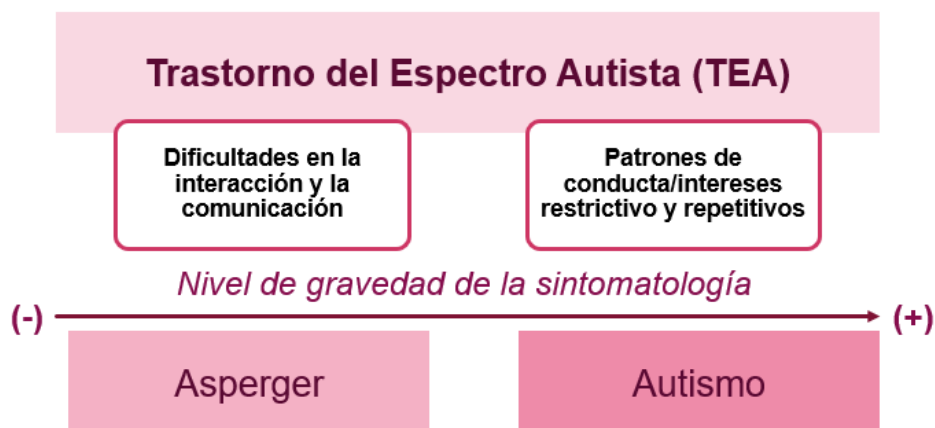 Trastorno del Espectro Autista (TEA)
Dificultades en la
interacción y la
comunicación
Patrones de
conducta/intereses
restrictivo y repetitivos
Nivel de gravedad de la sintomatología
(-)
(+)
Asperger
Autismo